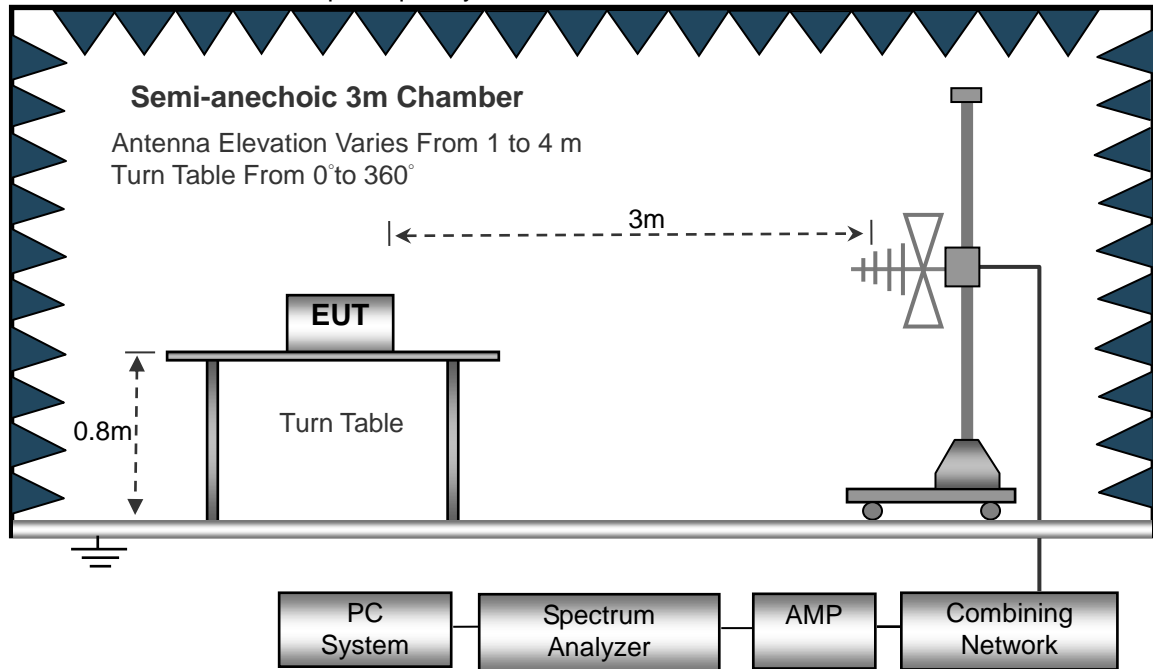 Semi-anechoic 3m Chamber
Antenna Elevation Varies From 1 to 4 m
Turn Table From 0°to 360°
3m
EUT
0.8m
Turn Table
PC
System
Spectrum
Analyzer
AMP
Combining
Network